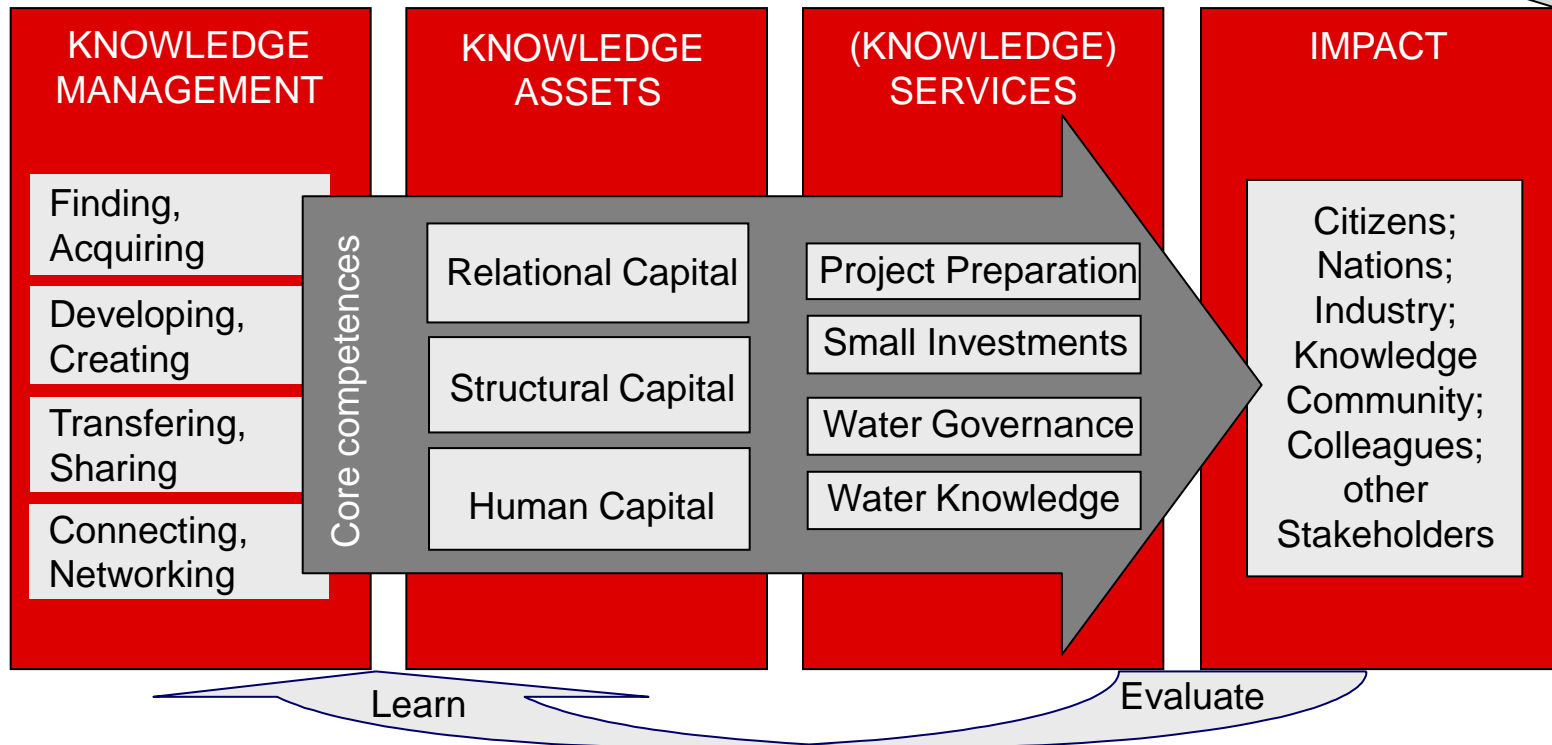 KNOWLEDGE
MANAGEMENT
Finding,
Acquiring
Developing,
Creating
Transfering,
Sharing
Connecting,
Networking
Core competences
KNOWLEDGE
ASSETS
Relational Capital
Structural Capital
Human Capital
(KNOWLEDGE)
SERVICES
Project Preparation
Small Investments
Water Governance
Water Knowledge
IMPACT
Citizens;
Nations;
Industry;
Knowledge
Community;
Colleagues;
other
Stakeholders
Learn
Evaluate